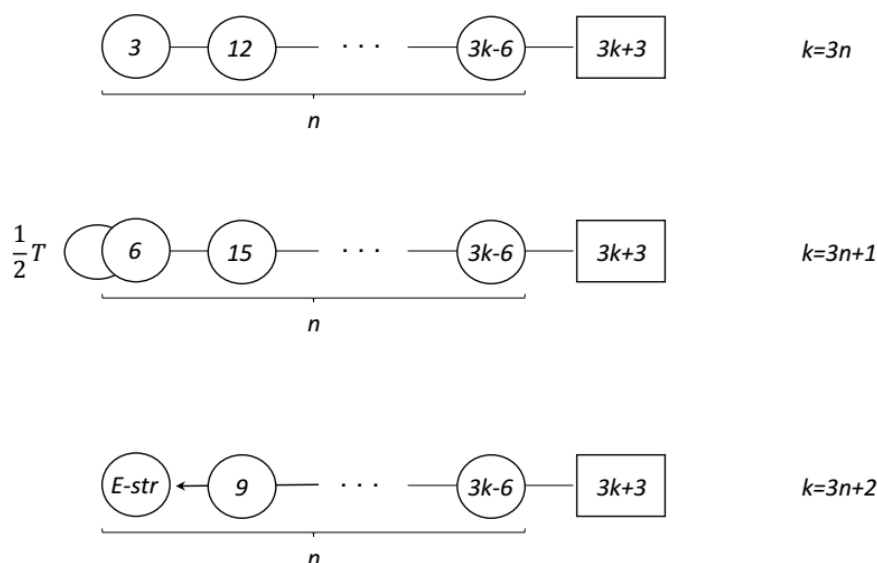 3 12 · · · 3k-6 3k+3 k=3n
n
1/2 T 6 15 · · · 3k-6 3k+3 k=3n+1
n
E-str 9 · · · 3k-6 3k+3 k=3n+2
n